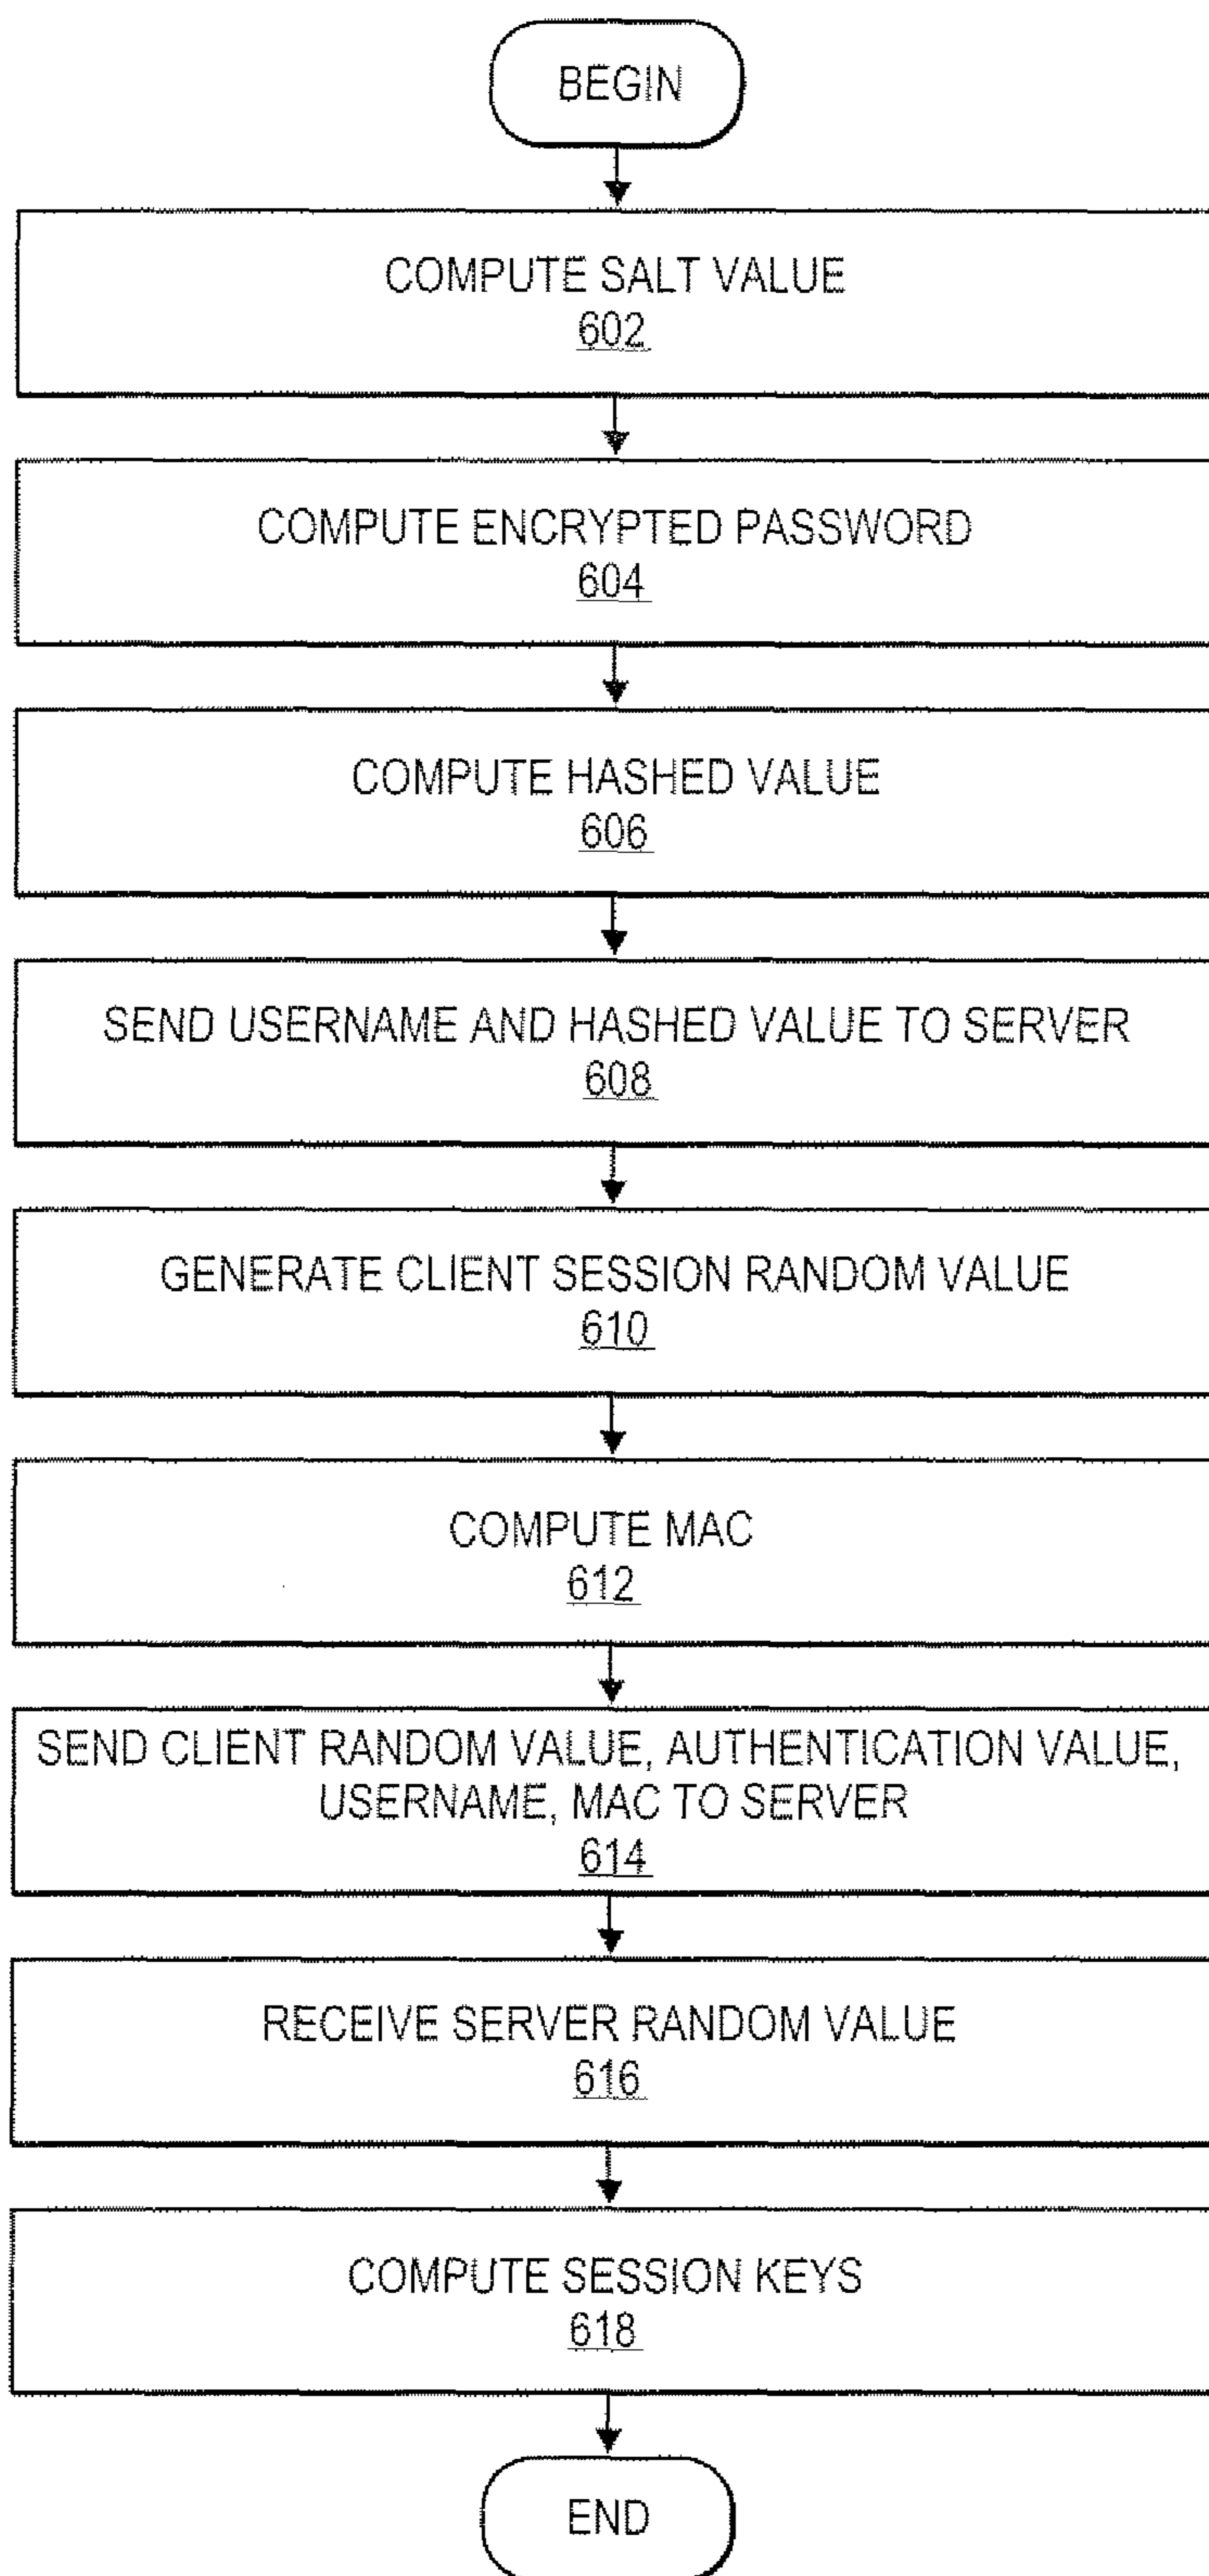 BEGIN
COMPUTE SALT VALUE
602
COMPUTE ENCRYPTED PASSWORD
604
COMPUTE HASHED VALUE
606
SEND USERNAME AND HASHED VALUE TO SERVER
608
GENERATE CLIENT SESSION RANDOM VALUE
610
COMPUTE MAC
612
SEND CLIENT RANDOM VALUE, AUTHENTICATION VALUE,
USERNAME, MAC TO SERVER
614
RECEIVE SERVER RANDOM VALUE
616
COMPUTE SESSION KEYS
618
END